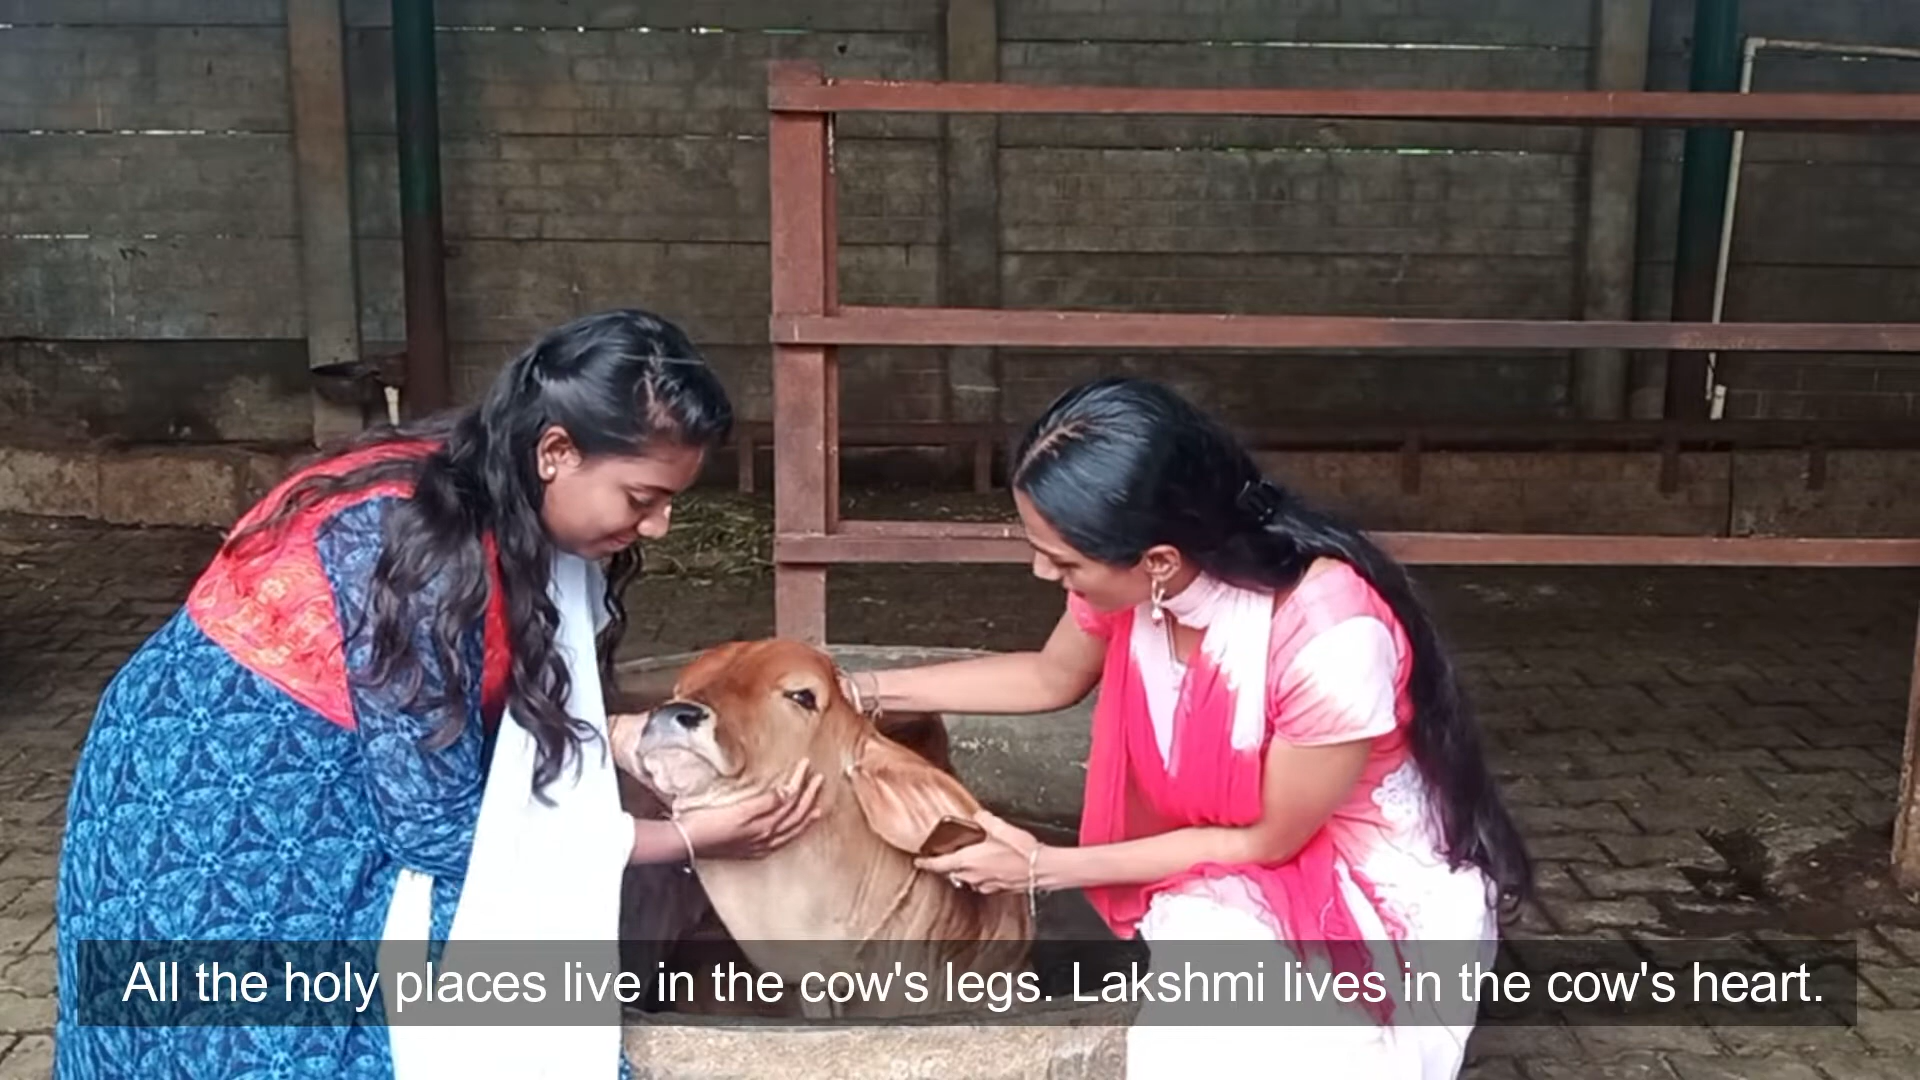 All the holy places live in the cow's legs. Lakshmi lives in the cow's heart.